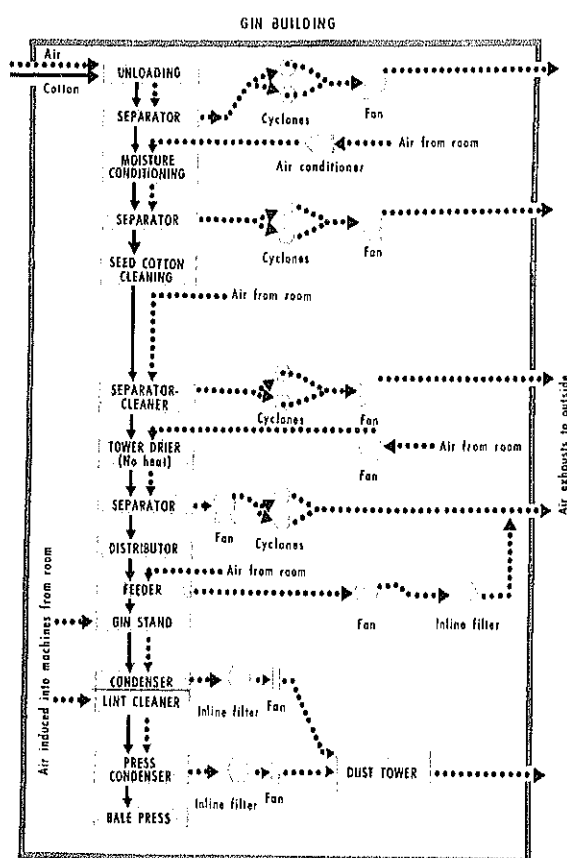 GIN BUILDING
Air
Cotton
UNLOADING
SEPARATOR
Cyclones
Fan
Air from room
Air conditioner
MOISTURE
CONDITIONING
SEPARATOR
Cyclones
Fan
SEED COTTON
CLEANING
Air from room
SEPARATOR-
CLEANER
Cyclones
Fan
TOWER DRIER
(No heat)
Air from room
Fan
SEPARATOR
Fan
Cyclones
DISTRIBUTOR
Air from room
FEEDER
Fan
Inline filter
GIN STAND
CONDENSER
LINT CLEANER
Inline filter
Fan
PRESS
CONDENSER
Inline filter
Fan
DUST TOWER
BALE PRESS
Air induced into machines from room
Air exhausts to outside